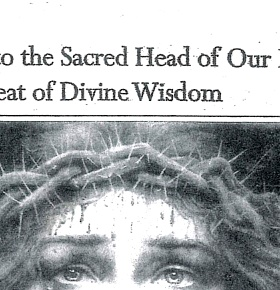 to the Sacred Head of Our
eat of Divine Wisdom